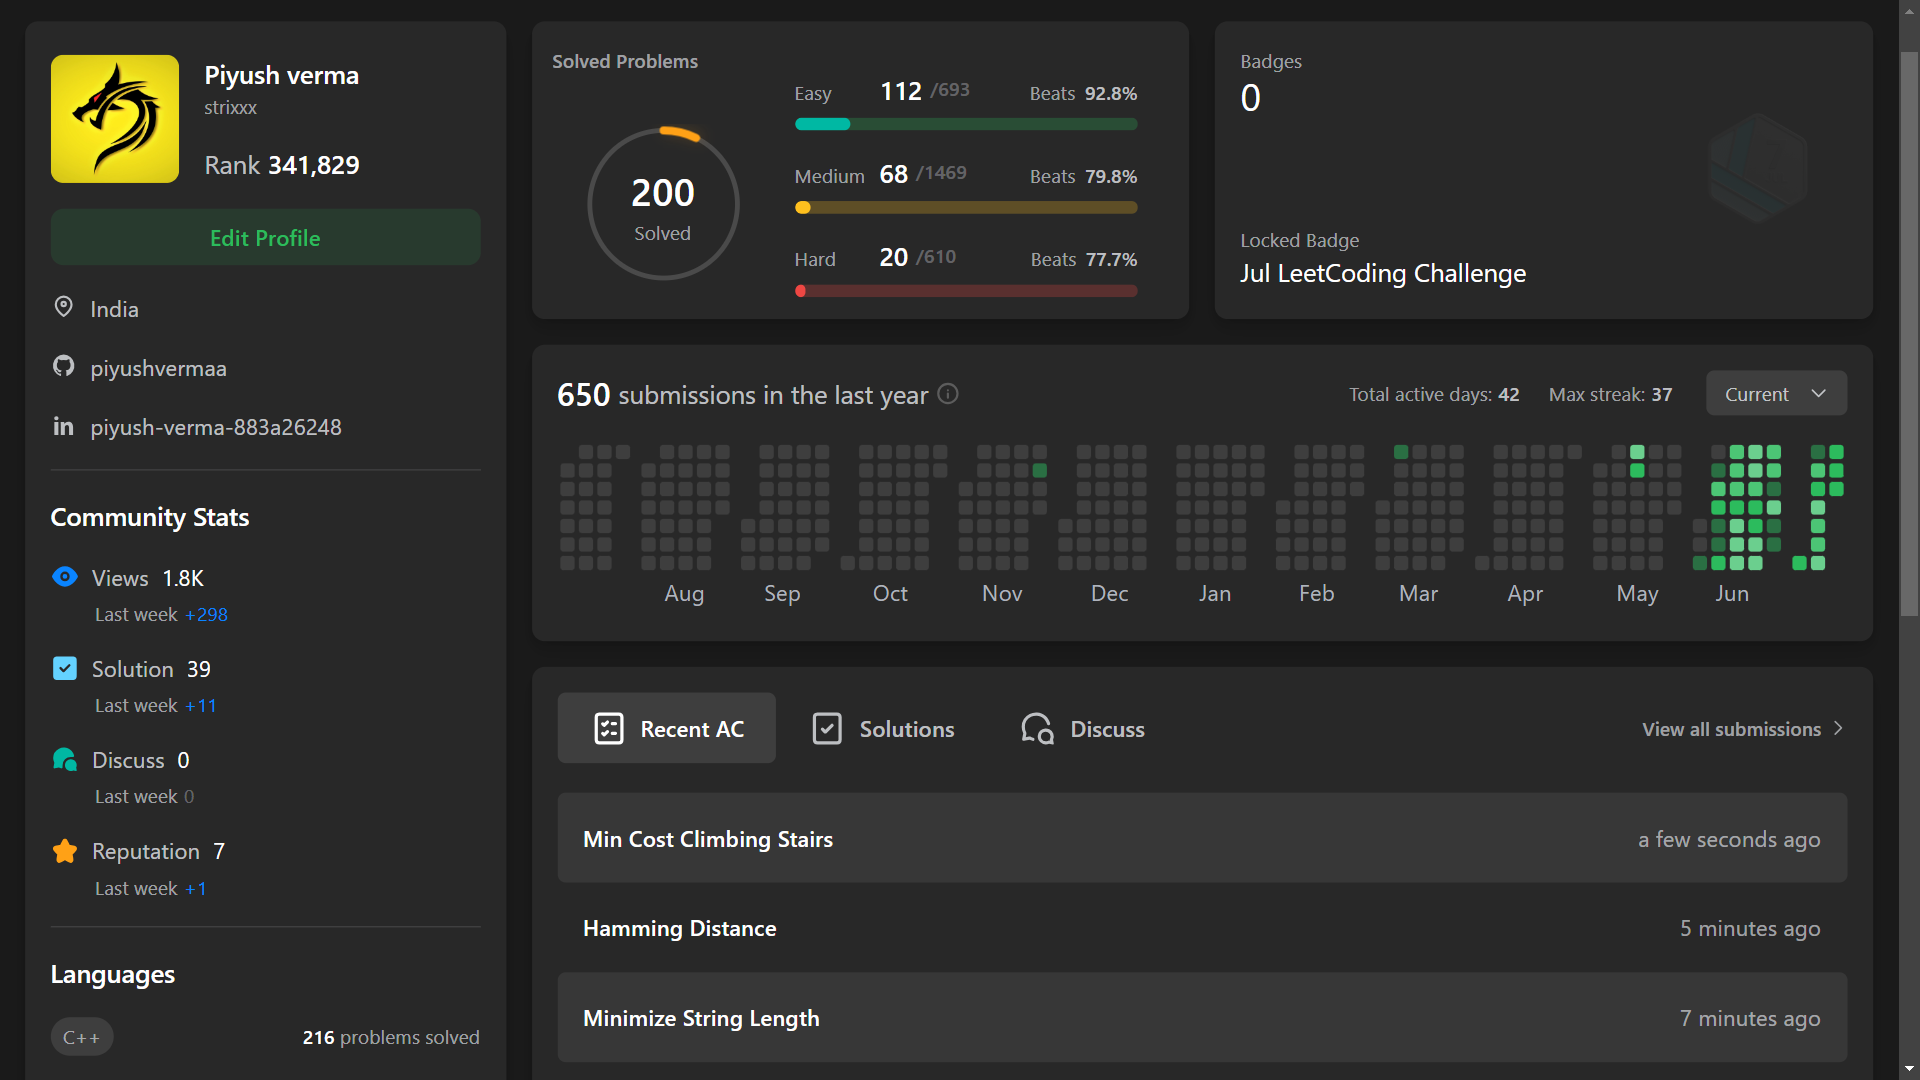 Piyush verma
strixxx
Rank 341,829
Edit Profile
India
piyushvermaa
piyush-verma-883a26248
Community Stats
Views 1.8K
Last week +298
Solution 39
Last week +11
Discuss 0
Last week 0
Reputation 7
Last week +1
Languages
C++ 216 problems solved
Solved Problems
200
Solved
Easy 112 /693 Beats 92.8%
Medium 68 /1469 Beats 79.8%
Hard 20 /610 Beats 77.7%
Badges
0
Locked Badge
Jul LeetCoding Challenge
650 submissions in the last year Total active days: 42 Max streak: 37 Current
Aug Sep Oct Nov Dec Jan Feb Mar Apr May Jun
Recent AC Solutions Discuss View all submissions
Min Cost Climbing Stairs a few seconds ago
Hamming Distance 5 minutes ago
Minimize String Length 7 minutes ago